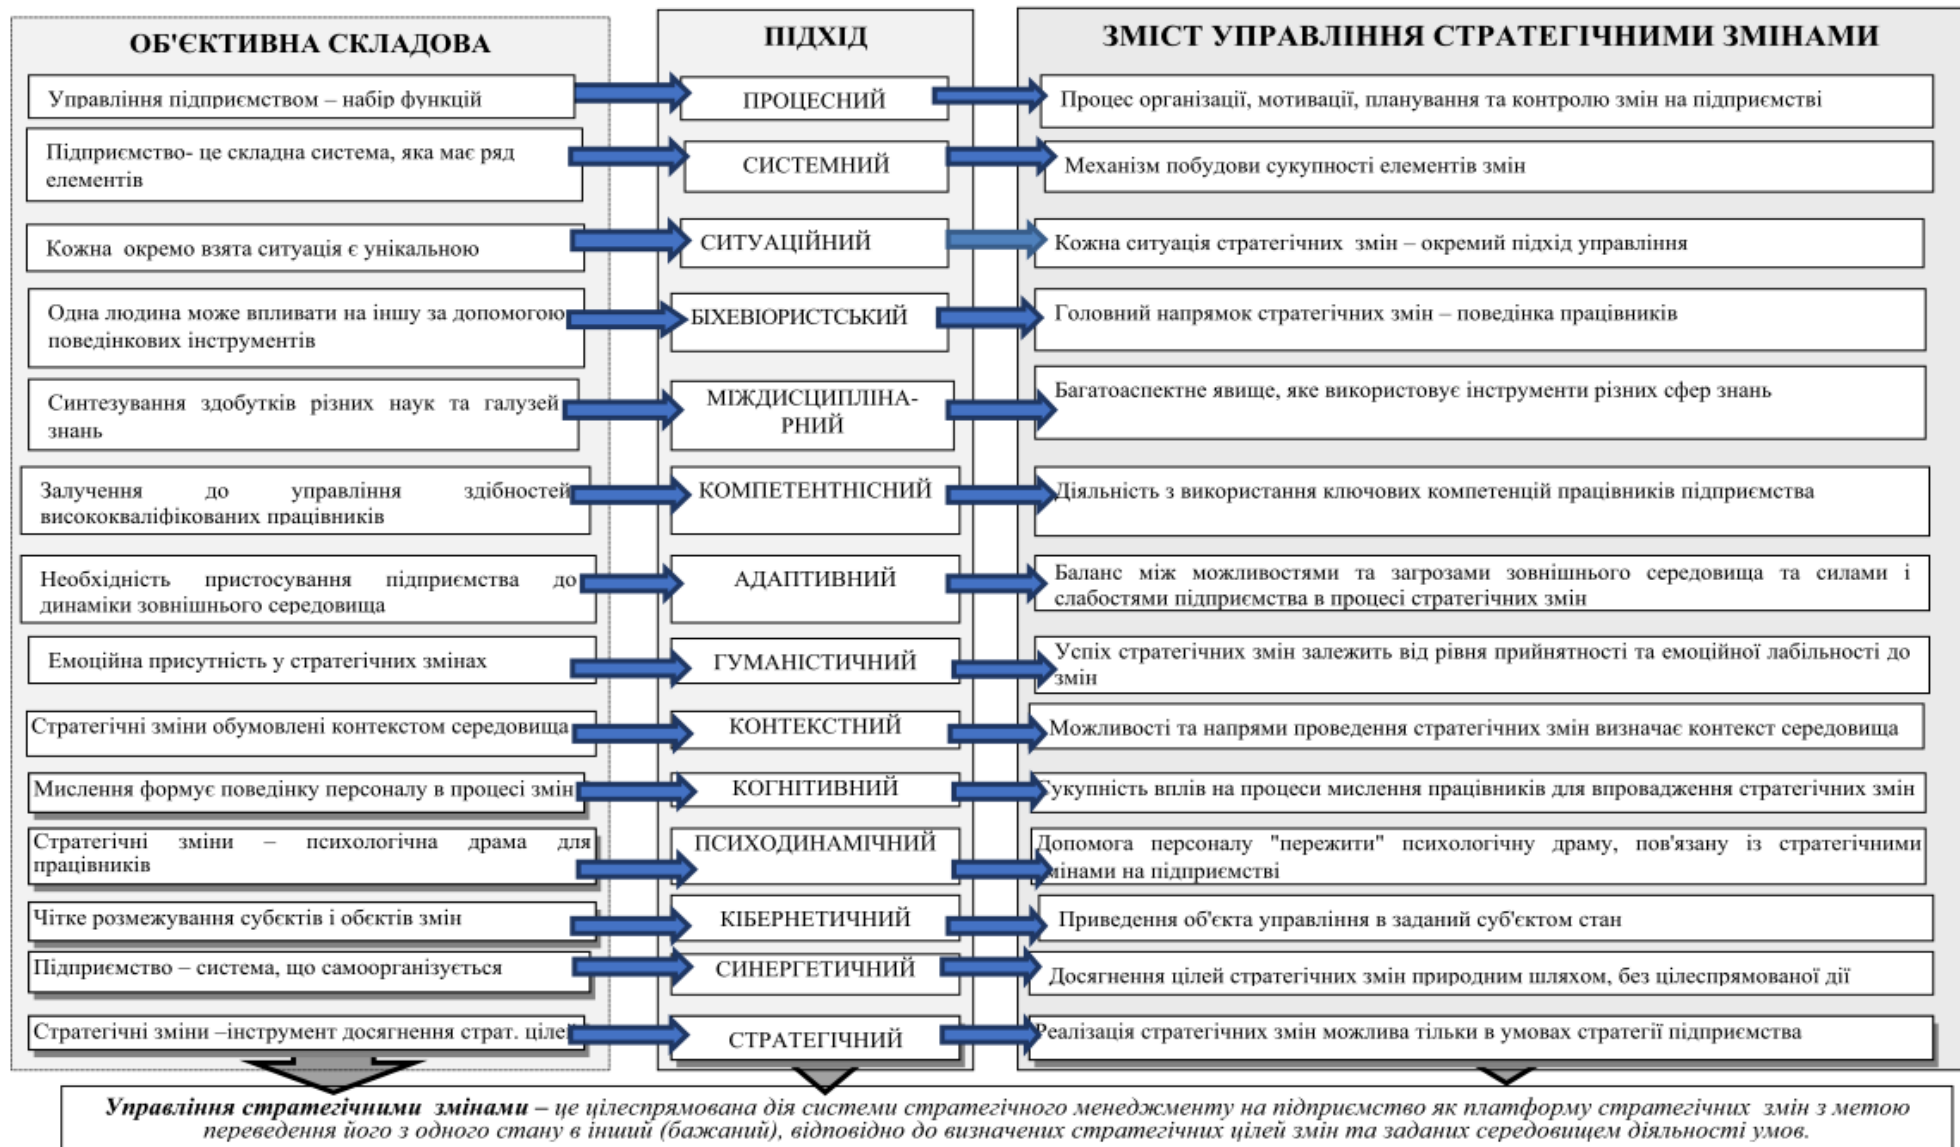 ОБ'ЄКТИВНА СКЛАДОВА
ПІДХІД
ЗМІСТ УПРАВЛІННЯ СТРАТЕГІЧНИМИ ЗМІНАМИ
Управління підприємством – набір функцій
ПРОЦЕСНИЙ
Процес організації, мотивації, планування та контролю змін на підприємстві
Підприємство- це складна система, яка має ряд
елементів
СИСТЕМНИЙ
Механізм побудови сукупності елементів змін
Кожна окремо взята ситуація є унікальною
СИТУАЦІЙНИЙ
Кожна ситуація стратегічних змін – окремий підхід управління
Одна людина може впливати на іншу за допомогою
поведінкових інструментів
БІХЕВІОРИСТСЬКИЙ
Головний напрямок стратегічних змін – поведінка працівників
Синтезування здобутків різних наук та галузей
знань
МІЖДИСЦИПЛІНА-
РНИЙ
Багатоаспектне явище, яке використовує інструменти різних сфер знань
Залучення до управління здібностей
висококваліфікованих працівників
КОМПЕТЕНТНІСНИЙ
Діяльність з використання ключових компетенцій працівників підприємства
Необхідність пристосування підприємства до
динаміки зовнішнього середовища
АДАПТИВНИЙ
Баланс між можливостями та загрозами зовнішнього середовища та силами і
слабостями підприємства в процесі стратегічних змін
Емоційна присутність у стратегічних змінах
ГУМАНІСТИЧНИЙ
Успіх стратегічних змін залежить від рівня прийнятності та емоційної лабільності до
змін
Стратегічні зміни обумовлені контекстом середовища
КОНТЕКСТНИЙ
Можливості та напрями проведення стратегічних змін визначає контекст середовища
Мислення формує поведінку персоналу в процесі змін
КОГНІТИВНИЙ
Сукупність вплів на процеси мислення працівників для впровадження стратегічних змін
Стратегічні зміни – психологічна драма для
працівників
ПСИХОДИНАМІЧНИЙ
Допомога персоналу "пережити" психологічну драму, пов'язану із стратегічними
змінами на підприємстві
Чітке розмежування субєктів і обєктів змін
КІБЕРНЕТИЧНИЙ
Приведення об'єкта управління в заданий суб'єктом стан
Підприємство – система, що самоорганізується
СИНЕРГЕТИЧНИЙ
Досягнення цілей стратегічних змін природним шляхом, без цілеспрямованої дії
Стратегічні зміни –інструмент досягнення страт. цілей
СТРАТЕГІЧНИЙ
Реалізація стратегічних змін можлива тільки в умовах стратегії підприємства
Управління стратегічними змінами – це цілеспрямована дія системи стратегічного менеджменту на підприємство як платформу стратегічних змін з метою
переведення його з одного стану в інший (бажаний), відповідно до визначених стратегічних цілей змін та заданих середовищем діяльності умов.